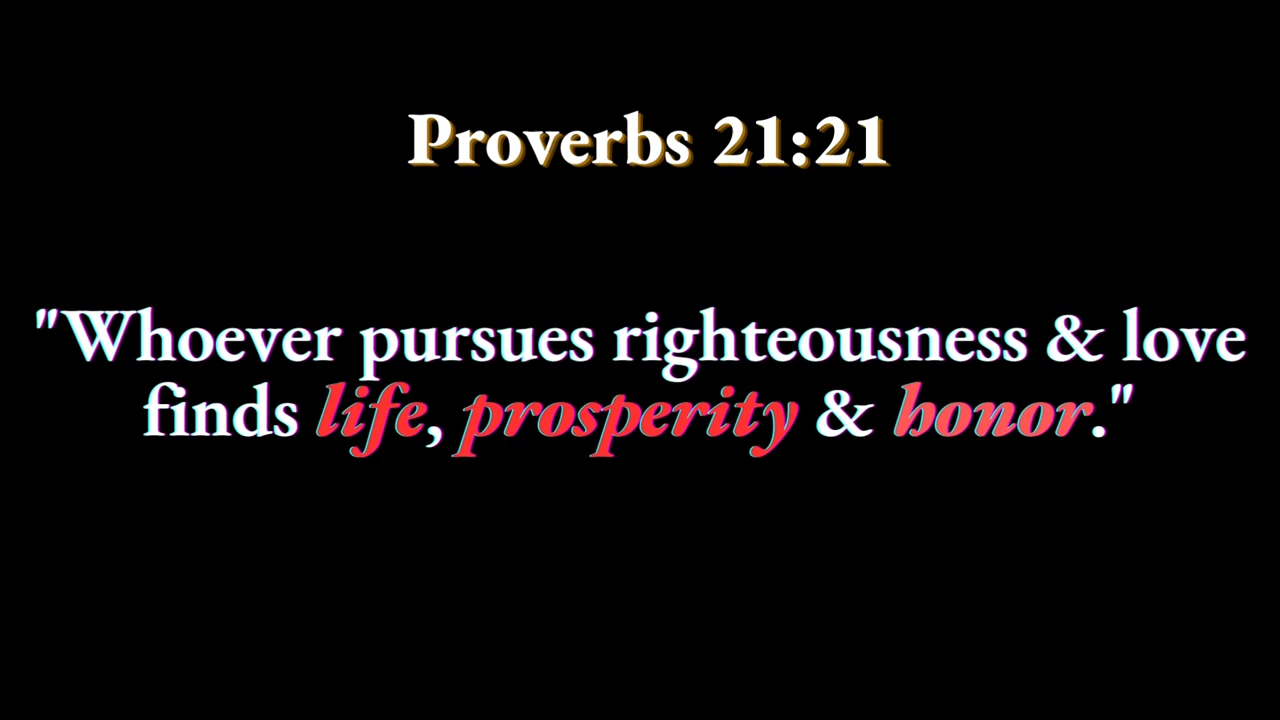 Proverbs 21:21
"Whoever pursues righteousness & love
finds life, prosperity & honor."